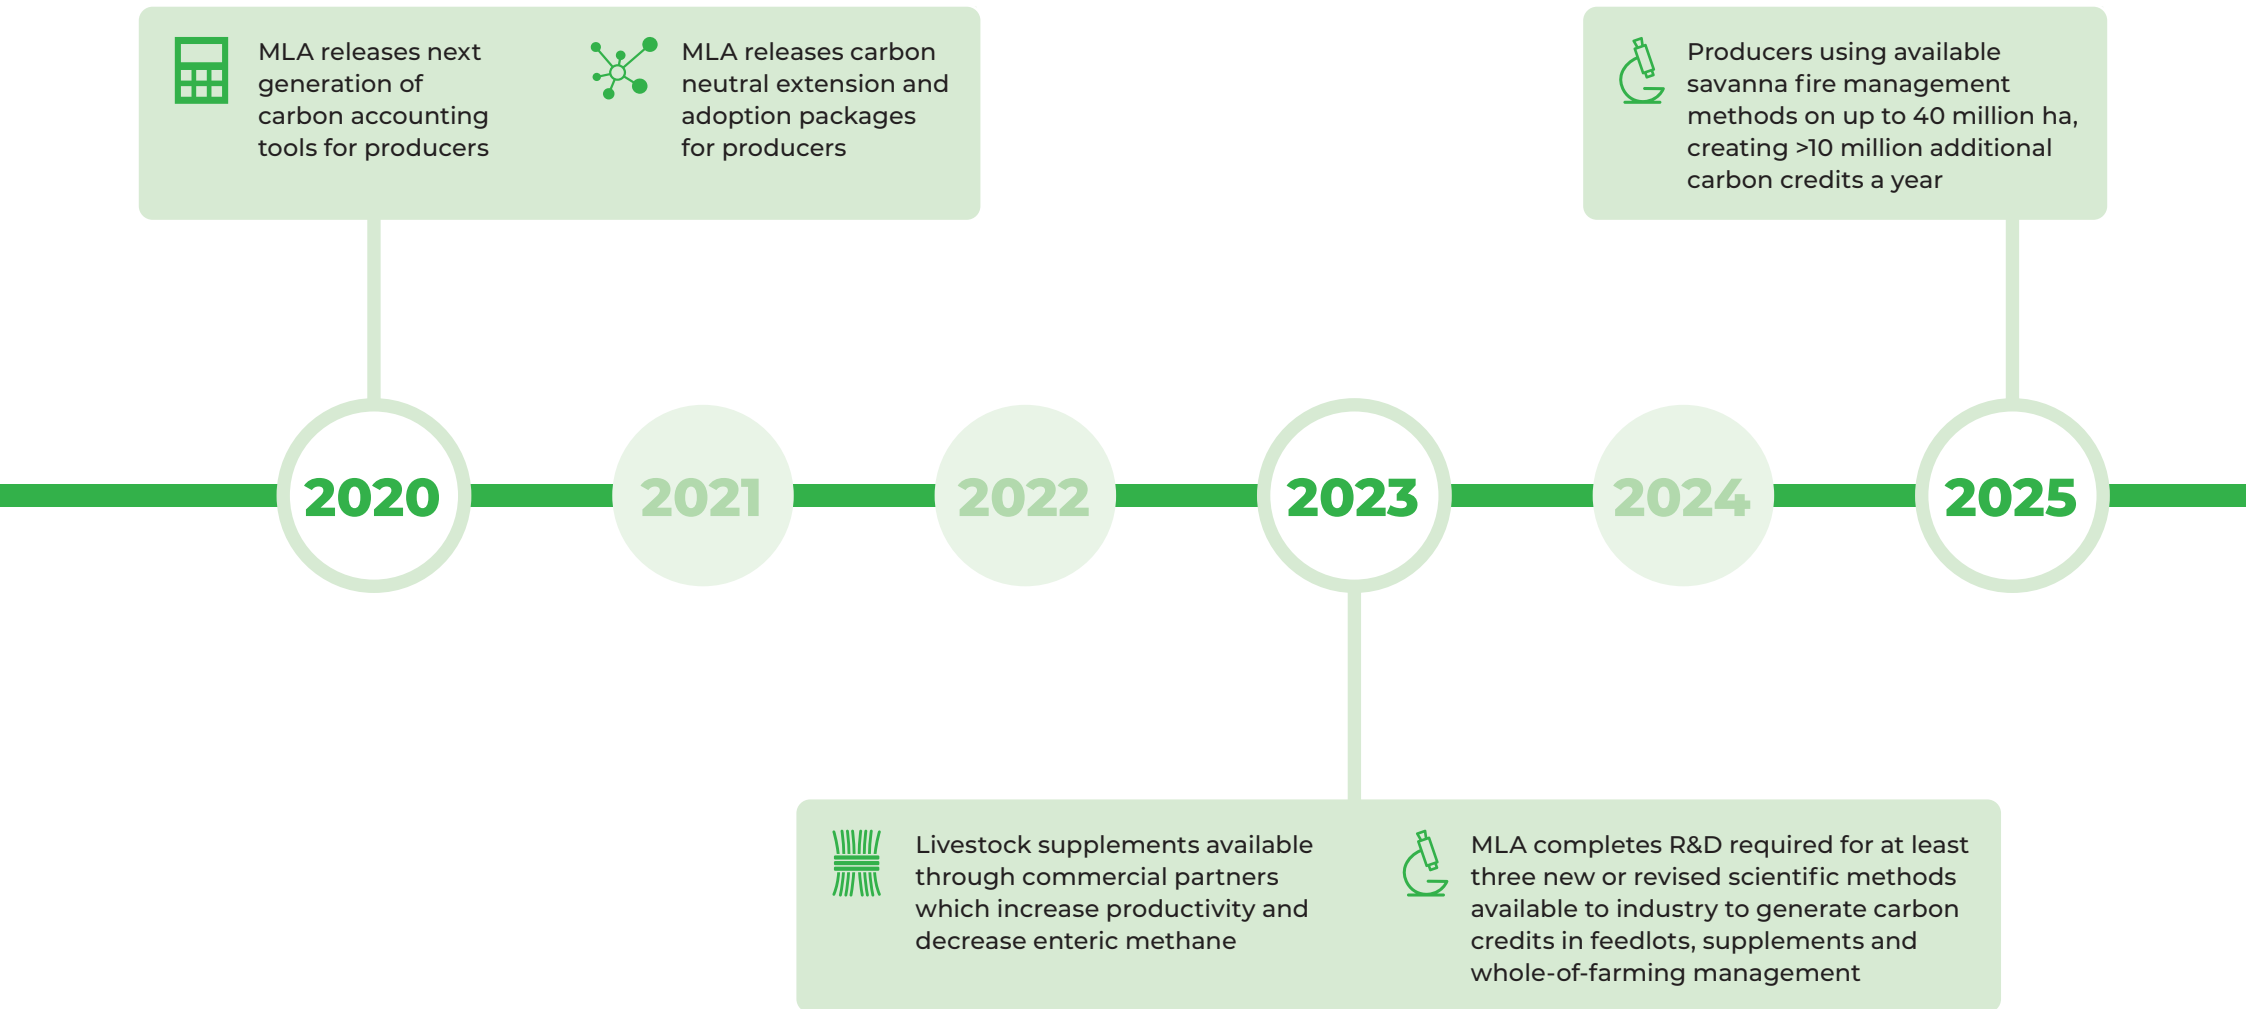 MLA releases next
generation of
carbon accounting
tools for producers
MLA releases carbon
neutral extension and
adoption packages
for producers
Producers using available
savanna fire management
methods on up to 40 million ha,
creating >10 million additional
carbon credits a year
2020
2021
2022
2023
2024
2025
Livestock supplements available
through commercial partners
which increase productivity and
decrease enteric methane
MLA completes R&D required for at least
three new or revised scientific methods
available to industry to generate carbon
credits in feedlots, supplements and
whole-of-farming management